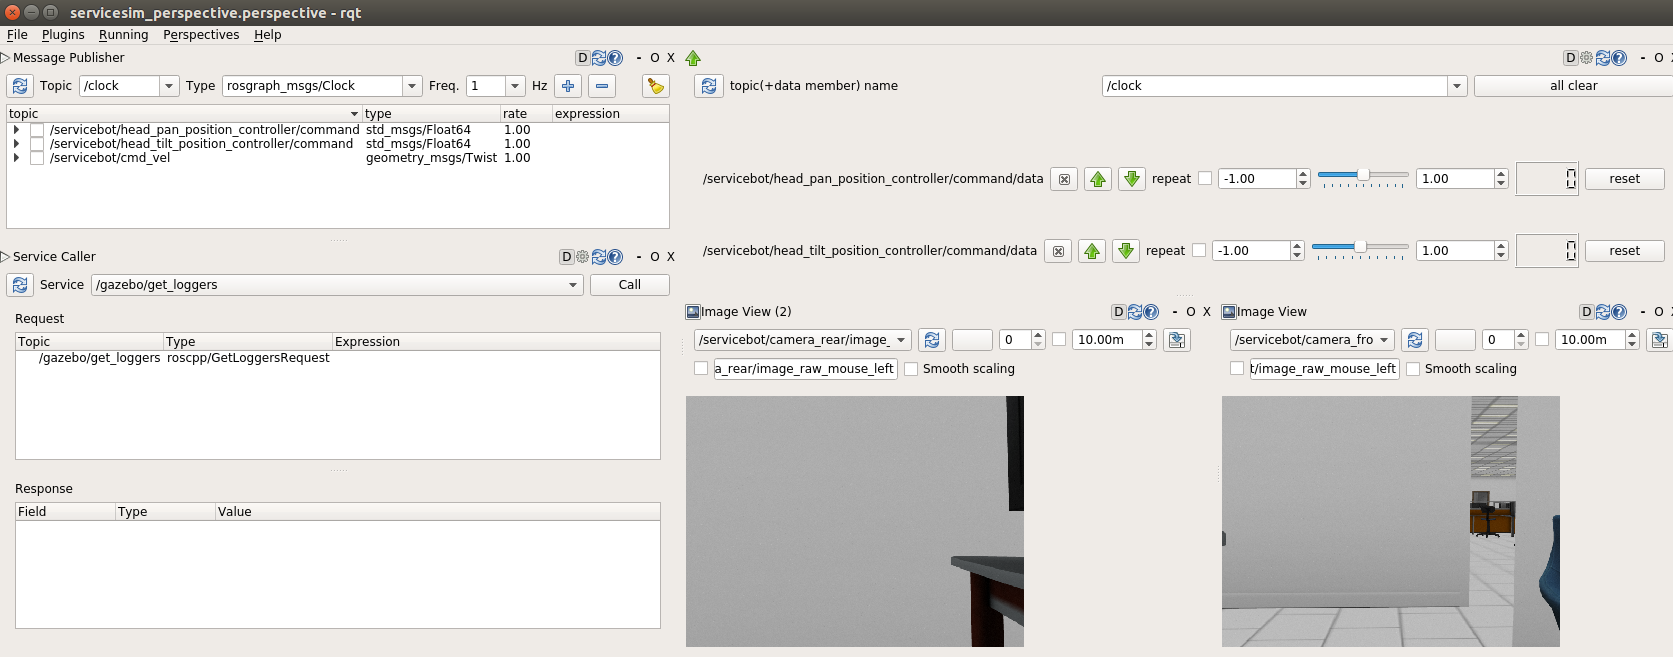 servicesim_perspective.perspective - rqt
File Plugins Running Perspectives Help
Message Publisher D - O X
Topic /clock Type rosgraph_msgs/Clock Freq. 1 Hz
topic type rate expression
/servicebot/head_pan_position_controller/command std_msgs/Float64 1.00
/servicebot/head_tilt_position_controller/command std_msgs/Float64 1.00
/servicebot/cmd_vel geometry_msgs/Twist 1.00
Service Caller D - O X
Service /gazebo/get_loggers Call
Request
Topic Type Expression
/gazebo/get_loggers roscpp/GetLoggersRequest
Response
Field Type Value
D - O X
topic(+data member) name /clock all clear
/servicebot/head_pan_position_controller/command/data repeat -1.00 1.00 0 reset
/servicebot/head_tilt_position_controller/command/data repeat -1.00 1.00 0 reset
Image View (2) D - O X
/servicebot/camera_rear/image_ 0 10.00m
a_rear/image_raw_mouse_left Smooth scaling
Image View D - O X
/servicebot/camera_fro 0 10.00m
t/image_raw_mouse_left Smooth scaling